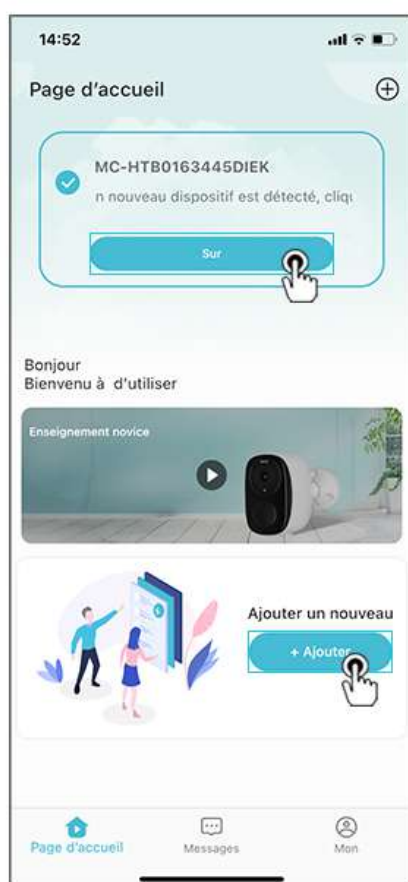 14:52
Page d'accueil
MC-HTB0163445DIEK
n nouveau dispositif est détecté, cliqu
Sur
Bonjour
Bienvenu à d'utiliser
Enseignement novice
Ajouter un nouveau
+ Ajouter
Page d'accueil
Messages
Mon